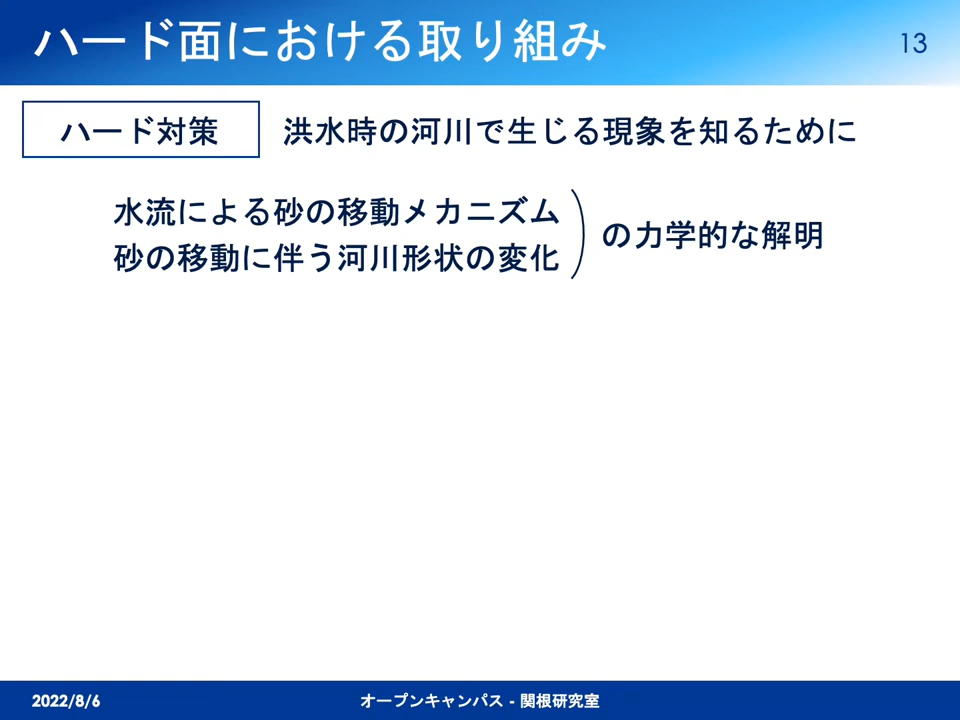 ハード面における取り組み
13
ハード対策
洪水時の河川で生じる現象を知るために
水流による砂の移動メカニズム
砂の移動に伴う河川形状の変化
の力学的な解明
2022/8/6
オープンキャンパス - 関根研究室